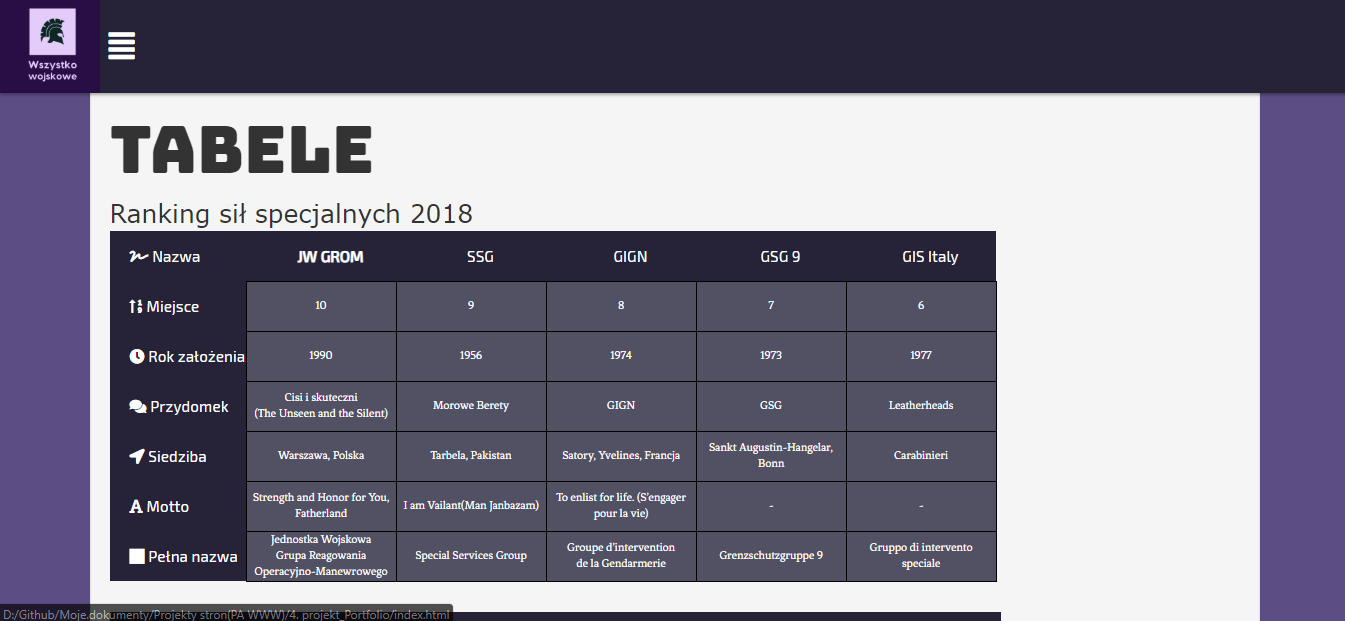 Wszystko
wojskowe
TABELE
Ranking sił specjalnych 2018
Nazwa JW GROM SSG GIGN GSG 9 GIS Italy
Miejsce 10 9 8 7 6
Rok założenia 1990 1956 1974 1973 1977
Przydomek
Cisi i skuteczni
(The Unseen and the Silent)
Morowe Berety
GIGN
GSG
Leatherheads
Siedziba
Warszawa, Polska
Tarbela, Pakistan
Satory, Yvelines, Francja
Sankt Augustin-Hangelar,
Bonn
Carabinieri
Motto
Strength and Honor for You,
Fatherland
I am Vailant(Man Janbazam)
To enlist for life. (S'engager
pour la vie)
-
-
Pełna nazwa
Jednostka Wojskowa
Grupa Reagowania
Operacyjno-Manewrowego
Special Services Group
Groupe d'intervention
de la Gendarmerie
Grenzschutzgruppe 9
Gruppo di intervento
speciale
D:/Github/Moje.dokumenty/Projekty stron(PA WWW)/4. projekt_Portfolio/index.html